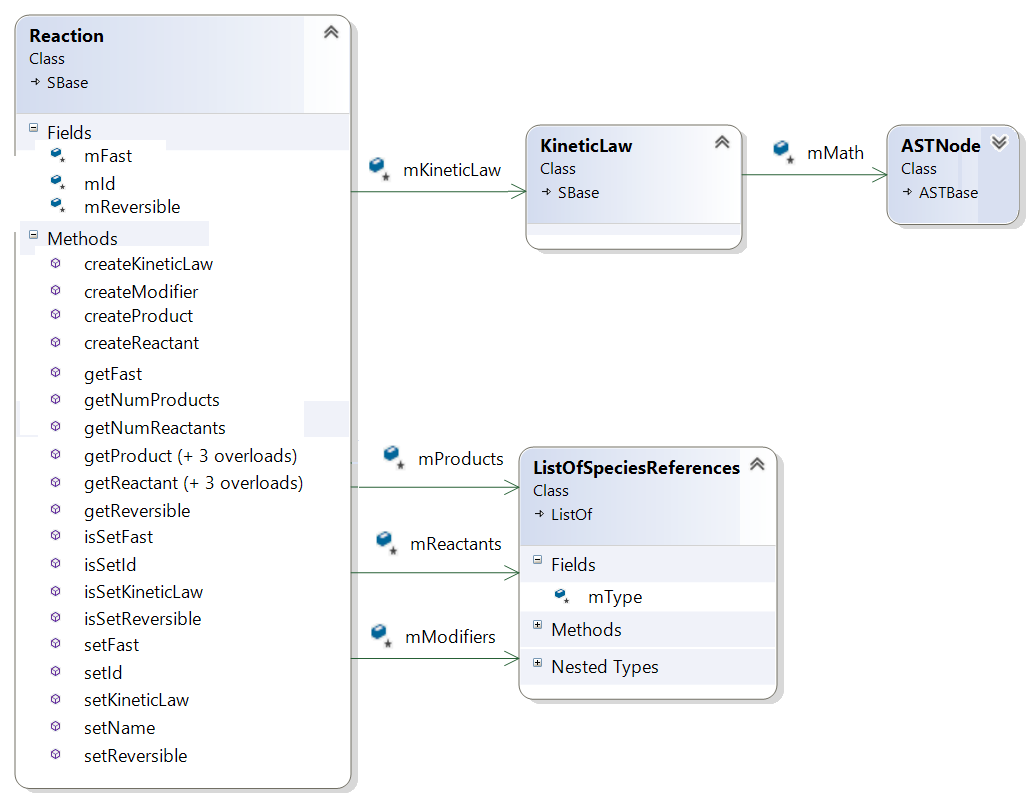 Reaction
Class
SBase
Fields
mFast
mId
mReversible
Methods
createKineticLaw
createModifier
createProduct
createReactant
getFast
getNumProducts
getNumReactants
getProduct (+ 3 overloads)
getReactant (+ 3 overloads)
getReversible
isSetFast
isSetId
isSetKineticLaw
isSetReversible
setFast
setId
setKineticLaw
setName
setReversible
mKineticLaw
KineticLaw
Class
SBase
mMath
ASTNode
Class
ASTBase
mProducts
mReactants
mModifiers
ListOfSpeciesReferences
Class
ListOf
Fields
mType
Methods
Nested Types